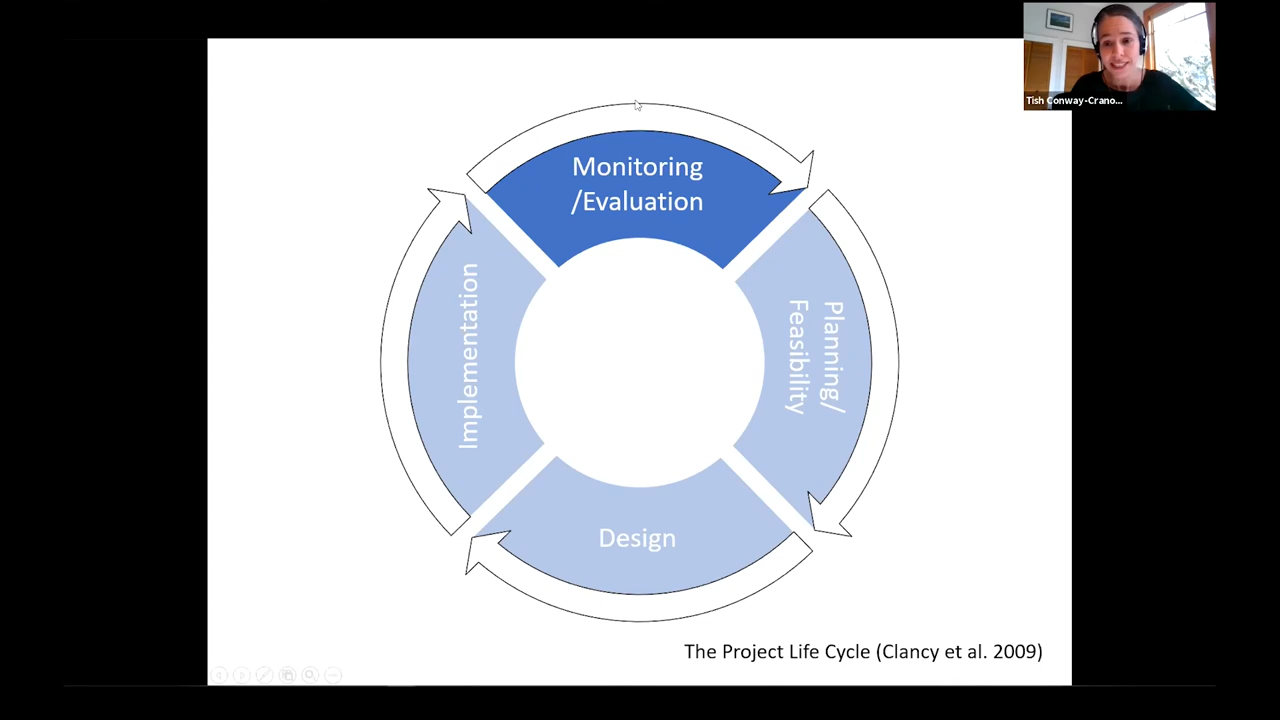 Tish Conway-Crano...
Monitoring
/Evaluation
Planning/
Feasibility
Implementation
Design
The Project Life Cycle (Clancy et al. 2009)